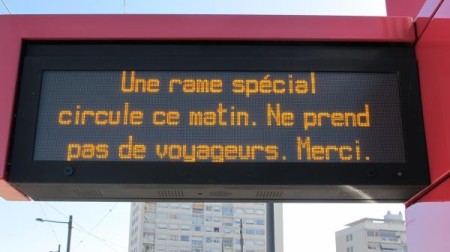 Une rame spécial
circule ce matin. Ne prend
pas de voyageurs. Merci.